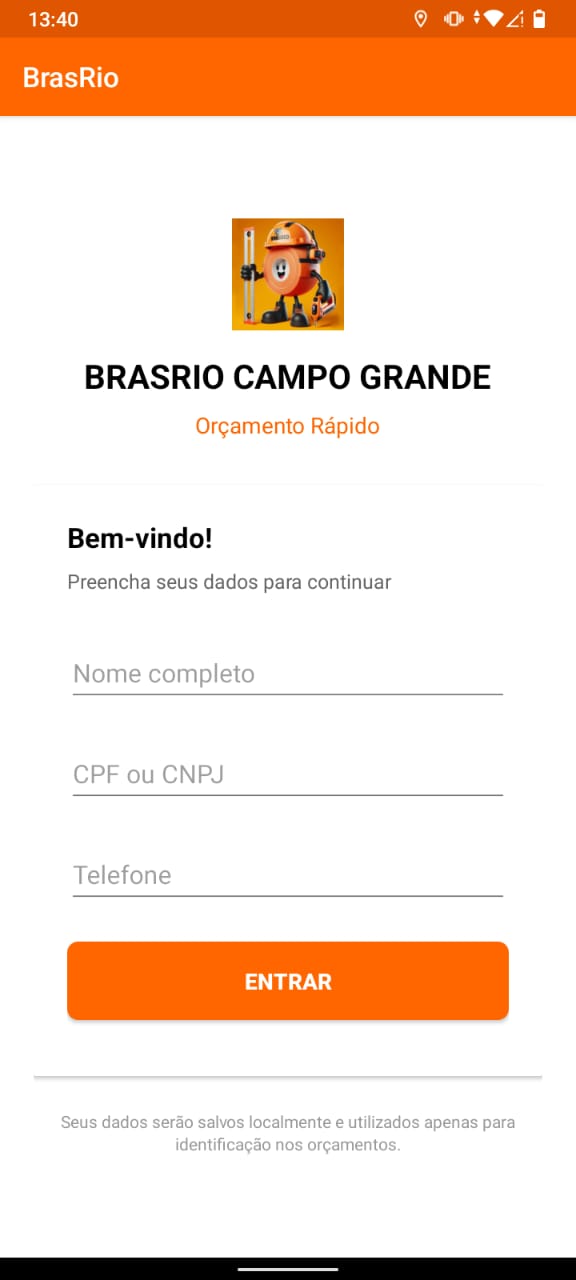 13:40
BrasRio
BRASRIO CAMPO GRANDE
Orçamento Rápido
Bem-vindo!
Preencha seus dados para continuar
Nome completo
CPF ou CNPJ
Telefone
ENTRAR
Seus dados serão salvos localmente e utilizados apenas para
identificação nos orçamentos.